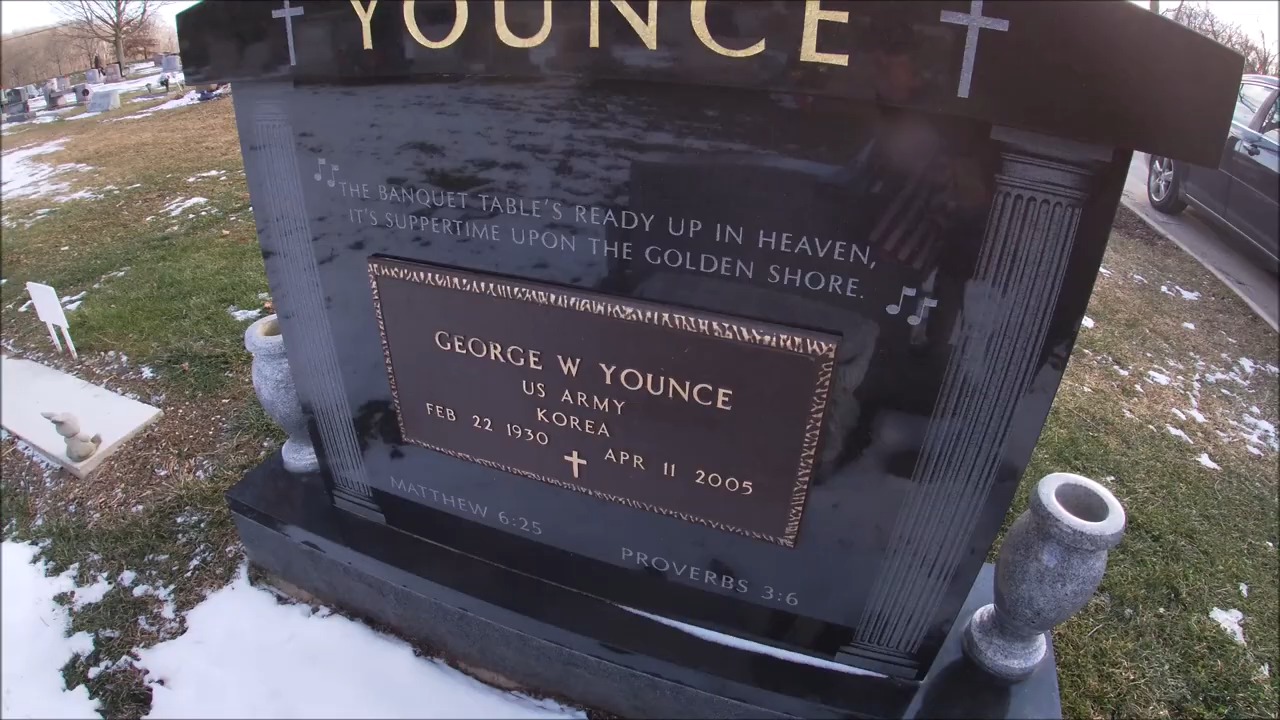 YOUNCE
THE BANQUET TABLE'S READY UP IN HEAVEN,
IT'S SUPPERTIME UPON THE GOLDEN SHORE.
GEORGE W YOUNCE
US ARMY
KOREA
FEB 22 1930 APR 11 2005
MATTHEW 6:25 PROVERBS 3:6